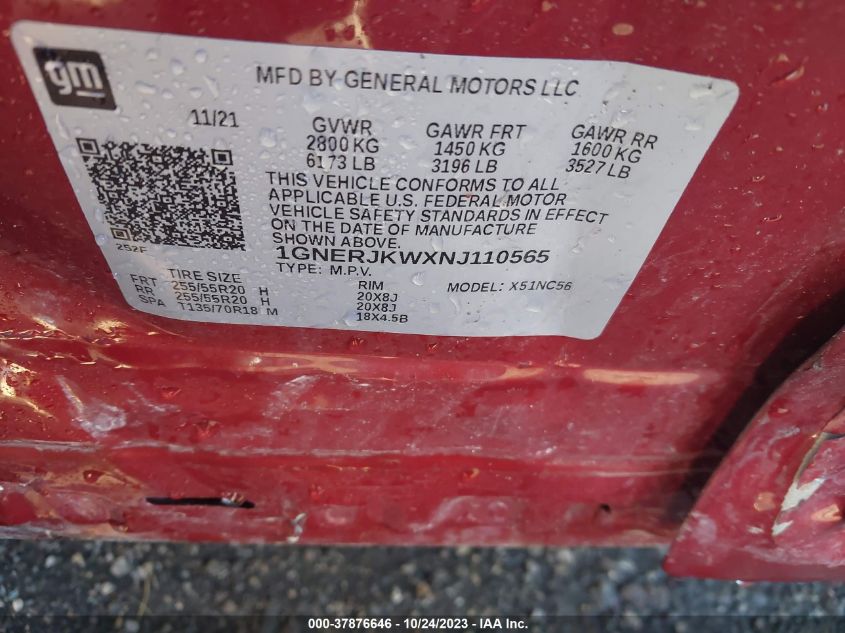 gm
MFD BY GENERAL MOTORS LLC
11/21
GVWR GAWR FRT GAWR RR
2800 KG 1450 KG 1600 KG
6173 LB 3196 LB 3527 LB
THIS VEHICLE CONFORMS TO ALL
APPLICABLE U.S. FEDERAL MOTOR
VEHICLE SAFETY STANDARDS IN EFFECT
ON THE DATE OF MANUFACTURE
SHOWN ABOVE.
252F
1GNERJKWXNJ110565
TYPE: M.P.V. MODEL: X51NC56
TIRE SIZE RIM
FRT 255/55R20 H 20X8J
RR 255/55R20 H 20X8J
SPA T135/70R18 M 18X4.5B
000-37876646 - 10/24/2023 - IAA Inc.